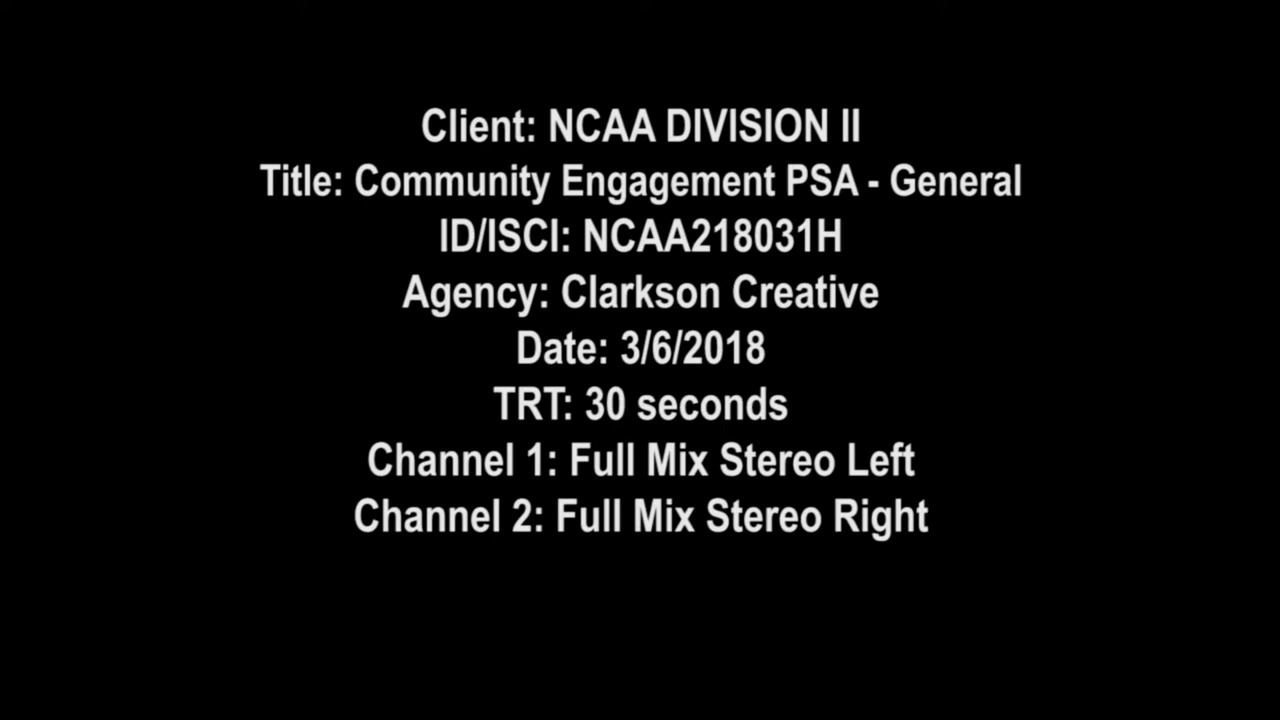 Client: NCAA DIVISION II
Title: Community Engagement PSA - General
ID/ISCI: NCAA218031H
Agency: Clarkson Creative
Date: 3/6/2018
TRT: 30 seconds
Channel 1: Full Mix Stereo Left
Channel 2: Full Mix Stereo Right